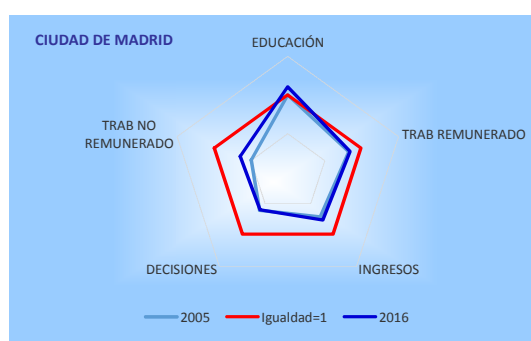 CIUDAD DE MADRID
EDUCACIÓN
TRAB NO
REMUNERADO
TRAB REMUNERADO
DECISIONES
INGRESOS
2005
Igualdad=1
2016